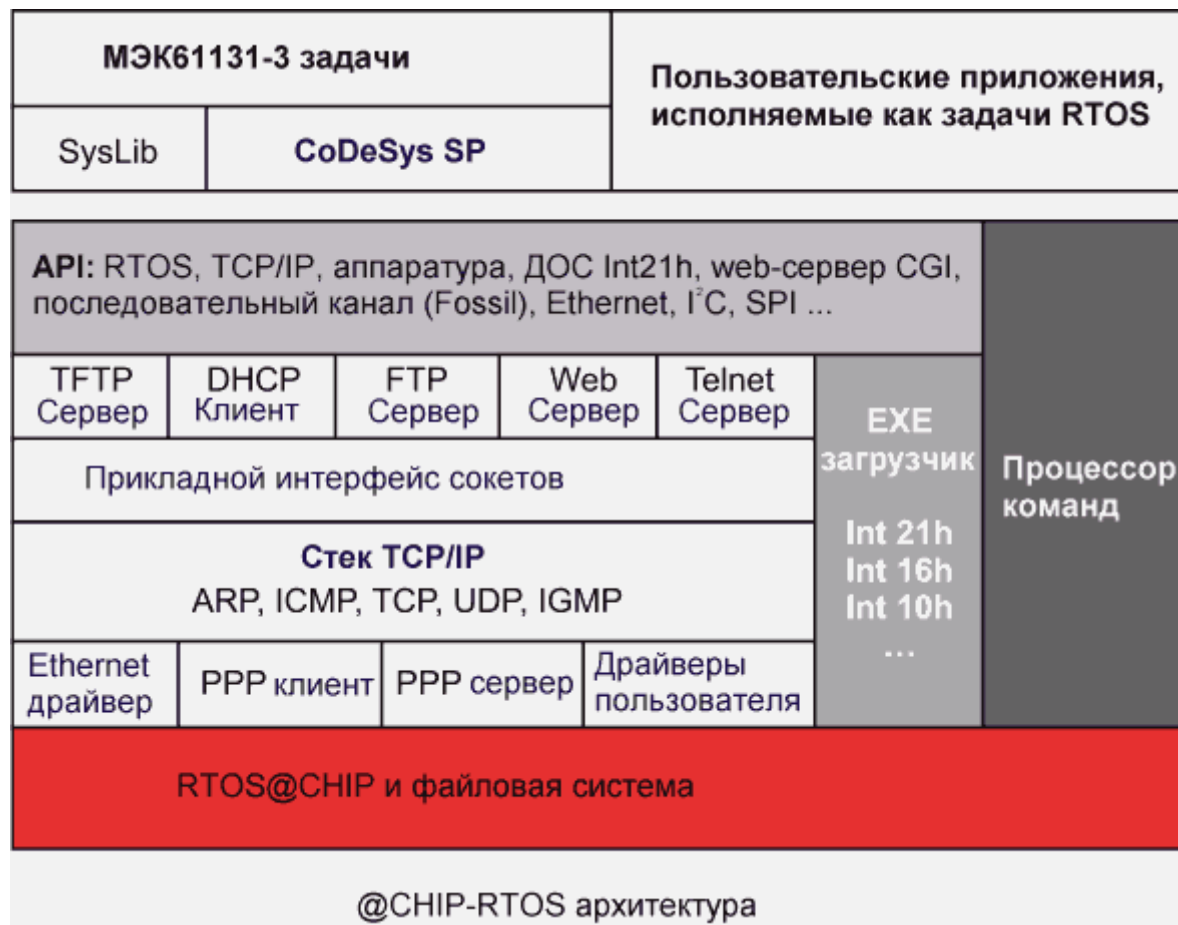 МЭК61131-3 задачи
Пользовательские приложения,
исполняемые как задачи RTOS
SysLib
CoDeSys SP
API: RTOS, TCP/IP, аппаратура, ДОС Int21h, web-сервер CGI,
последовательный канал (Fossil), Ethernet, I²C, SPI ...
TFTP
Сервер
DHCP
Клиент
FTP
Сервер
Web
Сервер
Telnet
Сервер
EXE
загрузчик
Int 21h
Int 16h
Int 10h
...
Процессор
команд
Прикладной интерфейс сокетов
Стек TCP/IP
ARP, ICMP, TCP, UDP, IGMP
Ethernet
драйвер
PPP клиент
PPP сервер
Драйверы
пользователя
RTOS@CHIP и файловая система
@CHIP-RTOS архитектура